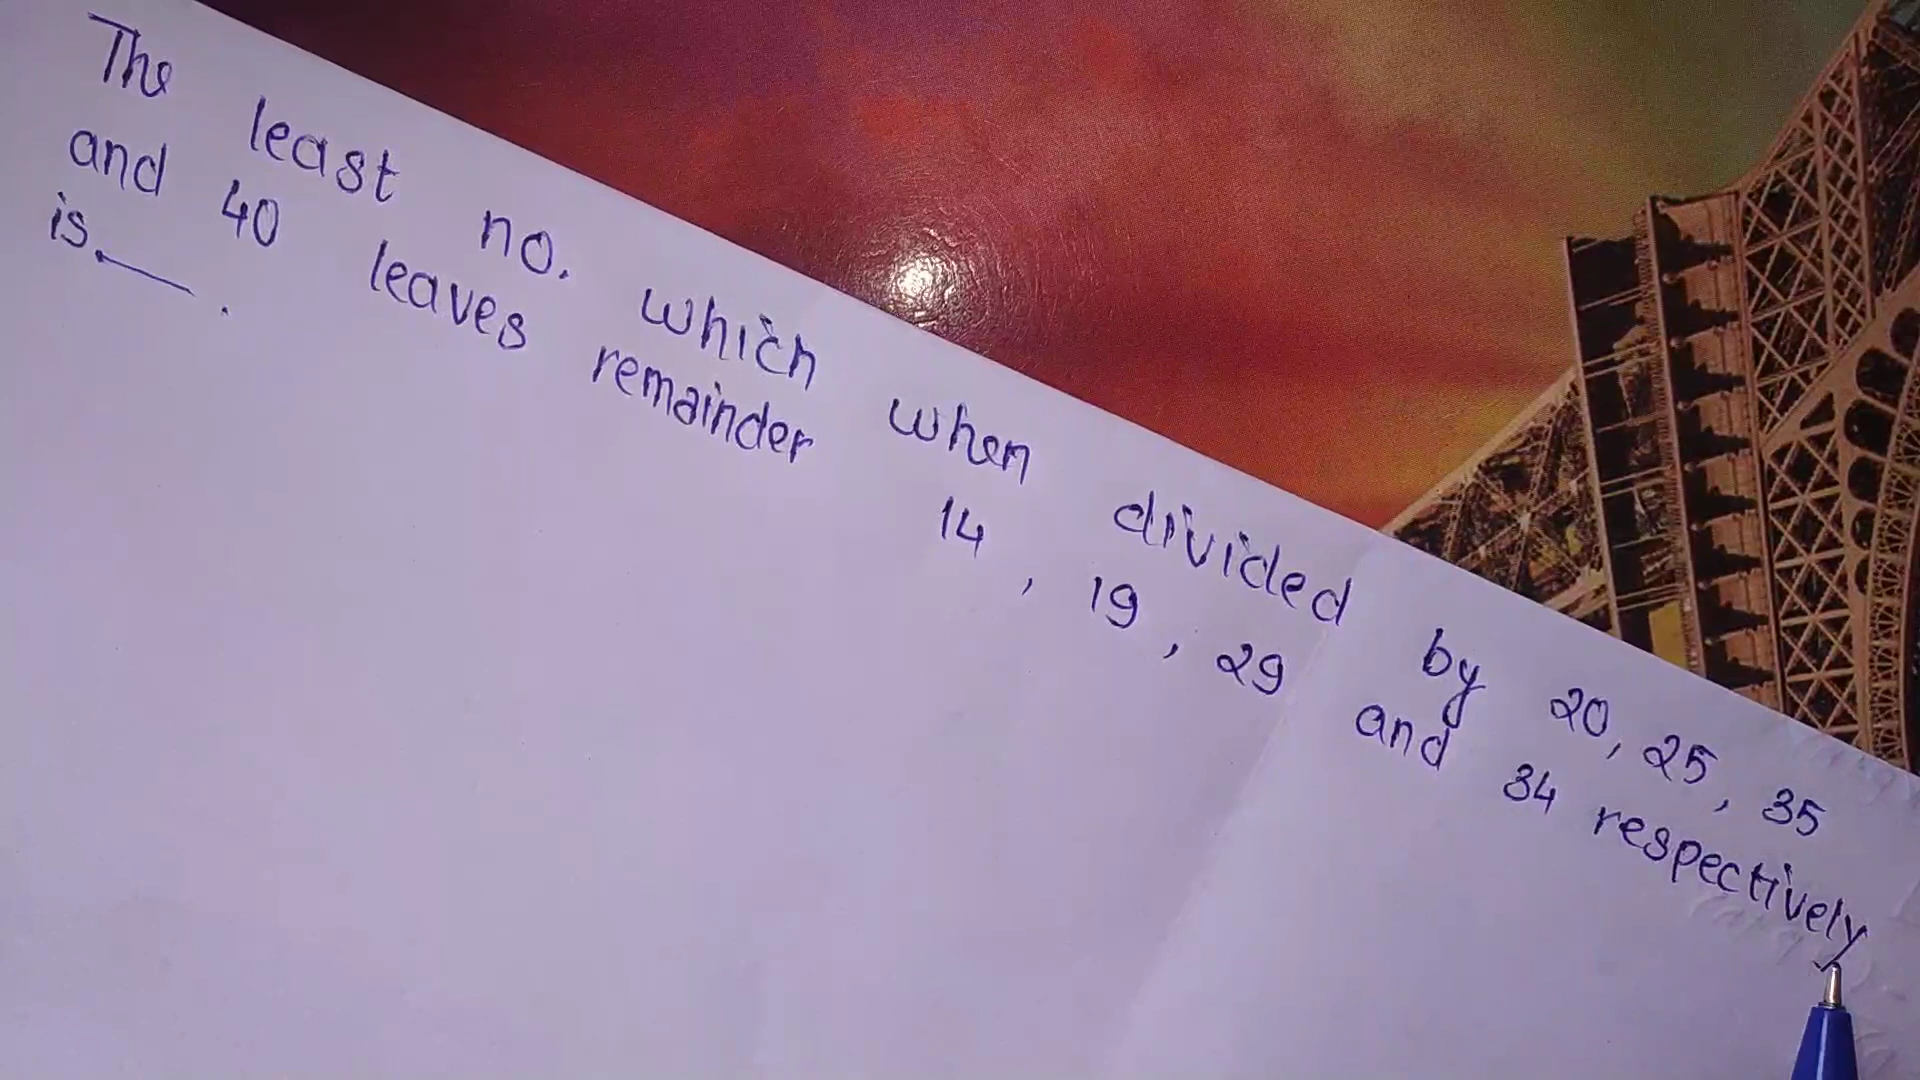 The least no. which when divided by 20, 25, 35
and 40 leaves remainder 14, 19, 29 and 34 respectively
is ___.